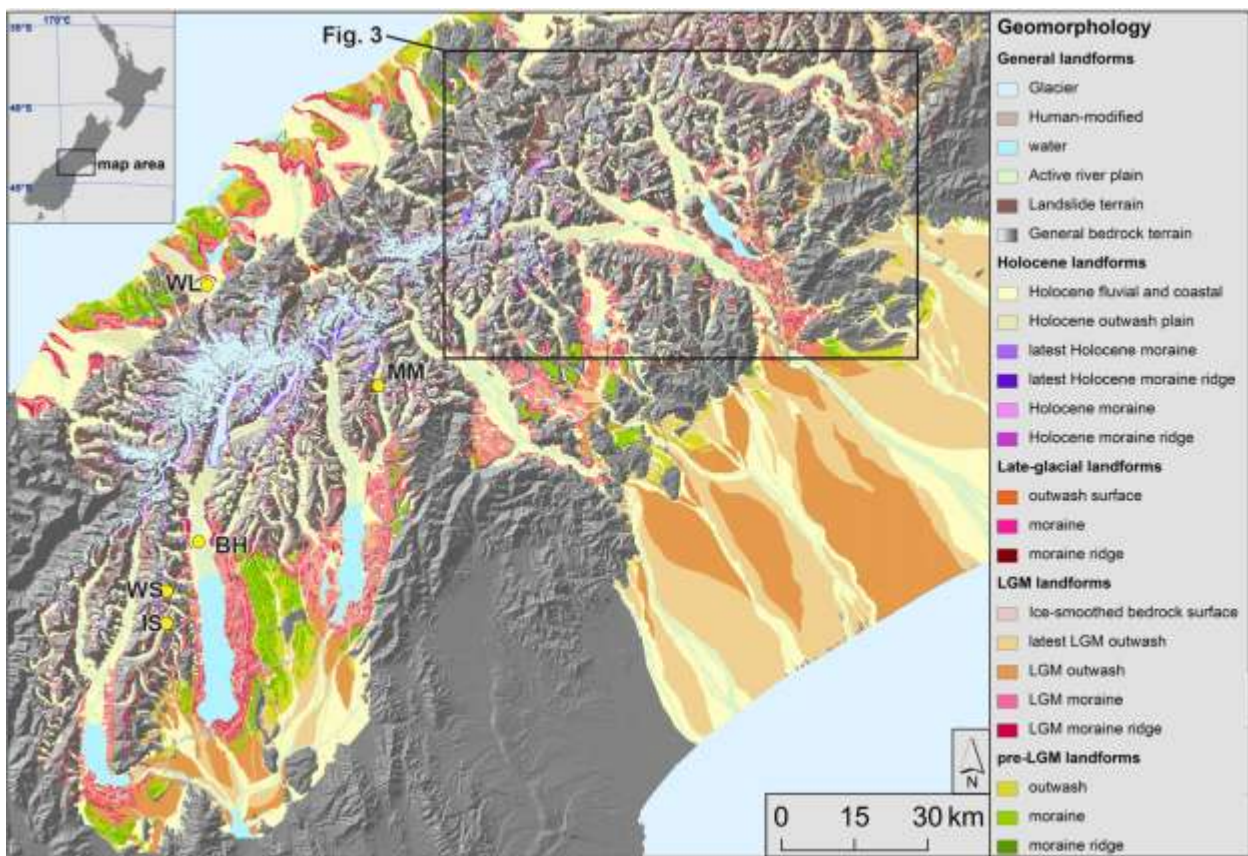 170°C
Fig. 3
map area
WL
MM
BH
WS
IS
N
0 15 30 km
Geomorphology
General landforms
Glacier
Human-modified
water
Active river plain
Landslide terrain
General bedrock terrain
Holocene landforms
Holocene fluvial and coastal
Holocene outwash plain
latest Holocene moraine
latest Holocene moraine ridge
Holocene moraine
Holocene moraine ridge
Late-glacial landforms
outwash surface
moraine
moraine ridge
LGM landforms
Ice-smoothed bedrock surface
latest LGM outwash
LGM outwash
LGM moraine
LGM moraine ridge
pre-LGM landforms
outwash
moraine
moraine ridge